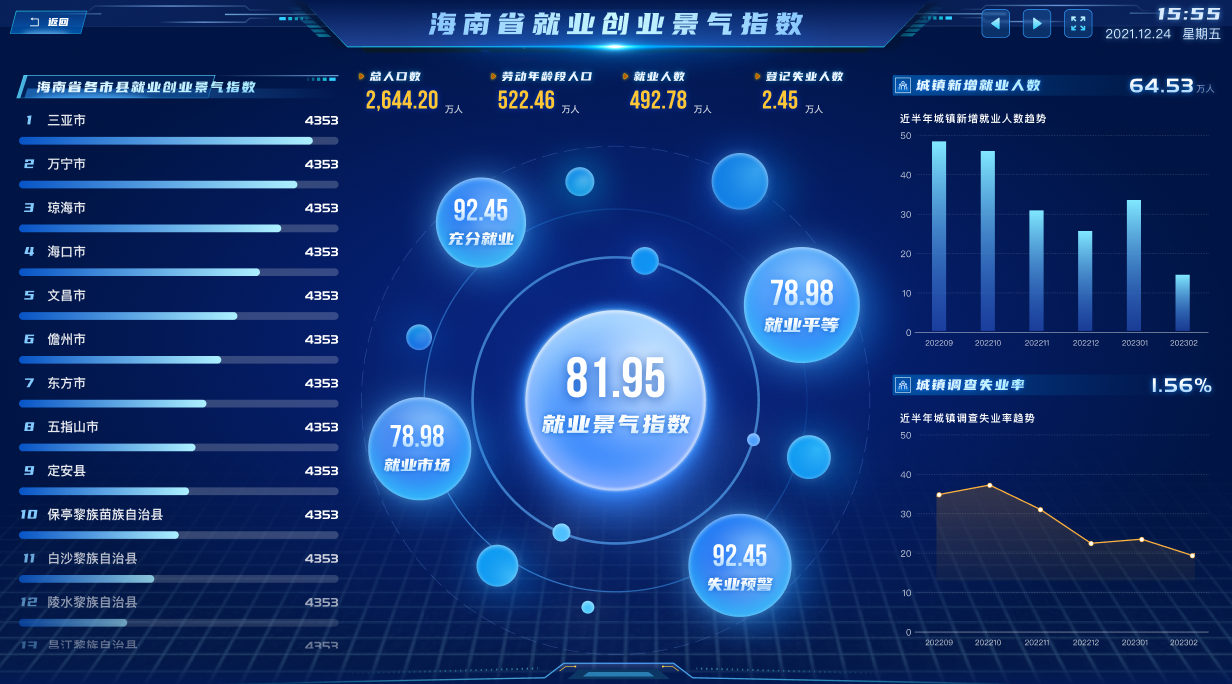 返回
海南省就业创业景气指数
15:55
2021.12.24 星期五
海南省各市县就业创业景气指数
1 三亚市 4353
2 万宁市 4353
3 琼海市 4353
4 海口市 4353
5 文昌市 4353
6 儋州市 4353
7 东方市 4353
8 五指山市 4353
9 定安县 4353
10 保亭黎族苗族自治县 4353
11 白沙黎族自治县 4353
12 陵水黎族自治县 4353
13 昌江黎族自治县 4353
总人口数 劳动年龄段人口 就业人数 登记失业人数
2,644.20 万人 522.46 万人 492.78 万人 2.45 万人
92.45
充分就业
78.98
就业平等
81.95
就业景气指数
78.98
就业市场
92.45
失业预警
城镇新增就业人数 64.53 万人
近半年城镇新增就业人数趋势
50
40
30
20
10
0
202209 202210 202211 202212 202301 202302
城镇调查失业率 1.56%
近半年城镇调查失业率趋势
50
40
30
20
10
0
202209 202210 202211 202212 202301 202302